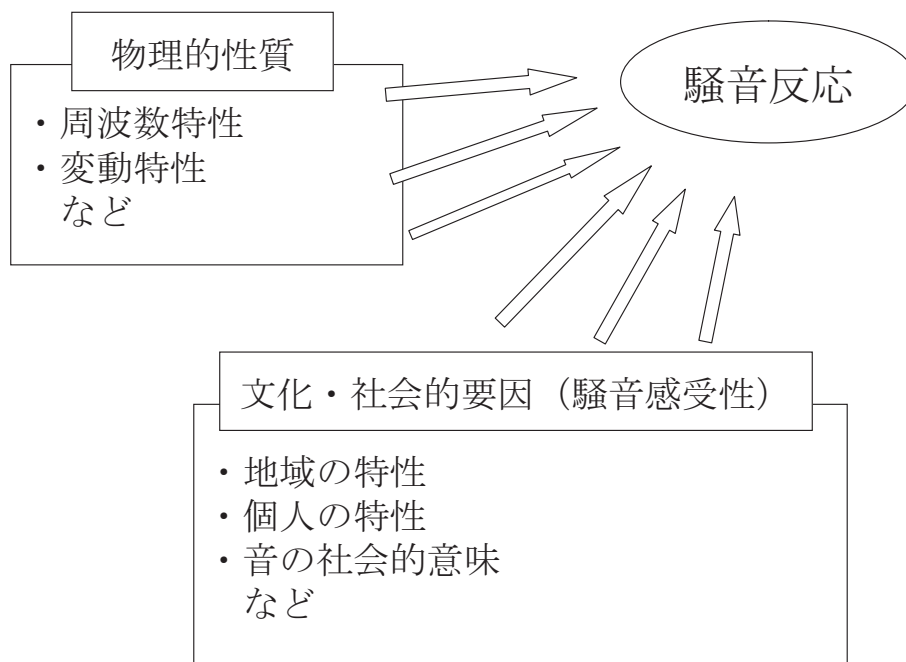 物理的性質
・周波数特性
・変動特性
など
騒音反応
文化・社会的要因（騒音感受性）
・地域の特性
・個人の特性
・音の社会的意味
など